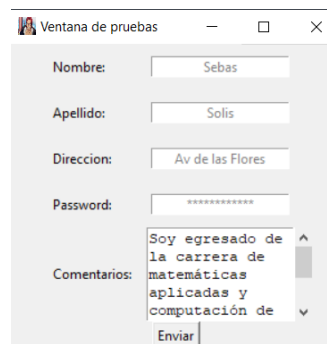 Ventana de pruebas
Nombre: Sebas
Apellido: Solis
Direccion: Av de las Flores
Password: ************
Comentarios: Soy egresado de
la carrera de
matemáticas
aplicadas y
computación de
Enviar